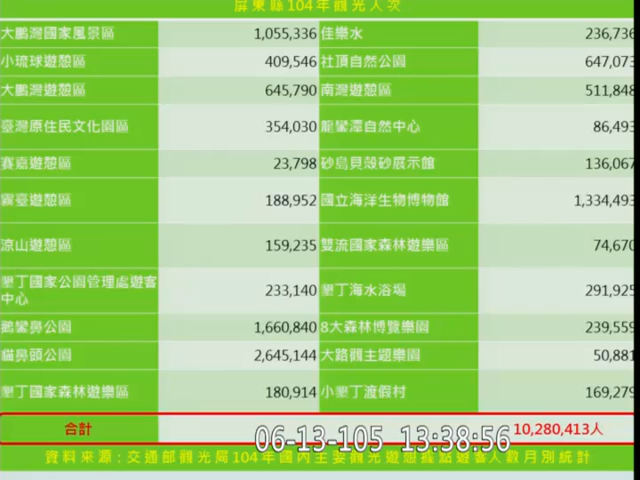 屏東縣104年觀光人次
大鵬灣國家風景區 1,055,336 佳樂水 236,736
小琉球遊憩區 409,546 社頂自然公園 647,073
大鵬灣遊憩區 645,790 南灣遊憩區 511,848
臺灣原住民文化園區 354,030 龍鑾潭自然中心 86,493
賽嘉遊憩區 23,798 砂島貝殼砂展示館 136,067
霧臺遊憩區 188,952 國立海洋生物博物館 1,334,493
涼山遊憩區 159,235 雙流國家森林遊樂區 74,670
墾丁國家公園管理處遊客
中心 233,140 墾丁海水浴場 291,925
鵝鑾鼻公園 1,660,840 8大森林博覽樂園 239,559
貓鼻頭公園 2,645,144 大路觀主題樂園 50,881
墾丁國家森林遊樂區 180,914 小墾丁渡假村 169,279
合計 10,280,413人
06-13-105 13:38:56
資料來源:交通部觀光局104年國內主要觀光遊憩據點遊客人數月別統計